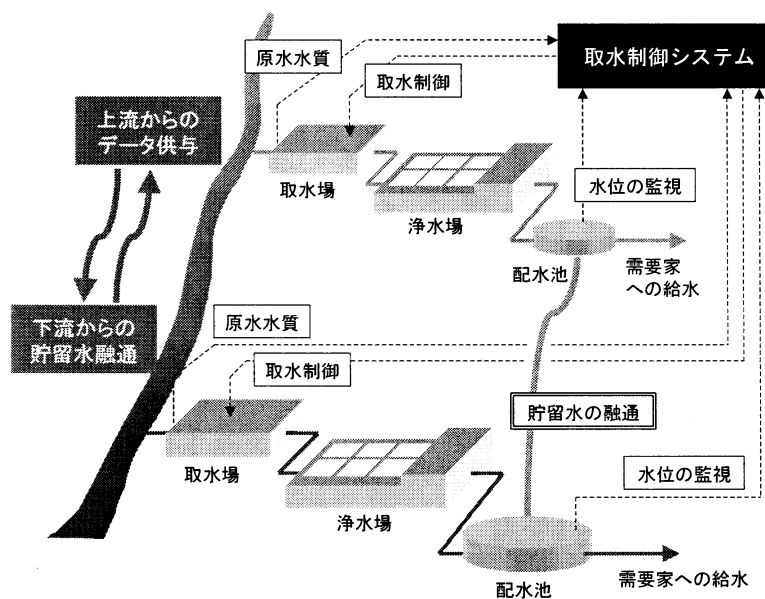 原水水質
取水制御システム
取水制御
上流からの
データ供与
取水場
浄水場
水位の監視
配水池
需要家
への給水
下流からの
貯留水融通
原水水質
取水制御
貯留水の融通
取水場
水位の監視
浄水場
配水池
需要家への給水